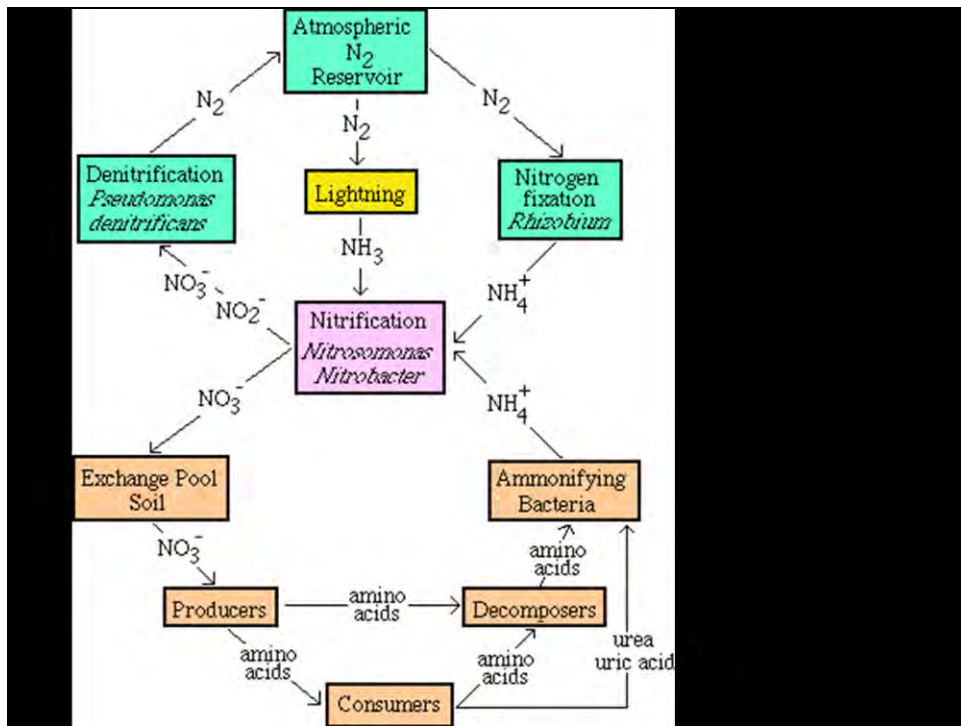 Atmospheric
N2
Reservoir
N2
N2
N2
Denitrification
Pseudomonas
denitrificans
Lightning
Nitrogen
fixation
Rhizobium
NH3
NO3-
NO2-
NH4+
Nitrification
Nitrosomonas
Nitrobacter
NO3-
NH4+
Exchange Pool
Soil
Ammonifying
Bacteria
NO3-
amino
acids
Producers
amino
acids
Decomposers
amino
acids
amino
acids
urea
uric acid
Consumers